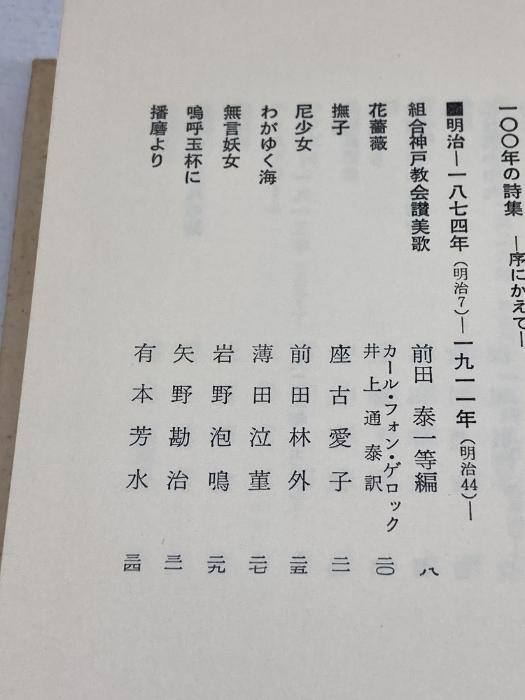 一〇〇年の詩集 ―序にかえて―
■明治―一八七四年(明治7)―一九一一年(明治44)―
組合神戸教会讃美歌 前田泰一等編 八
花薔薇 カール・フォン・ゲロック
井上通泰訳 二〇
撫子 座古愛子 二一
尼少女 前田林外 二五
わがゆく海 薄田泣菫 二七
無言妖女 岩野泡鳴 二九
嗚呼玉杯に 矢野勘治 三一
播磨より 有本芳水 三四